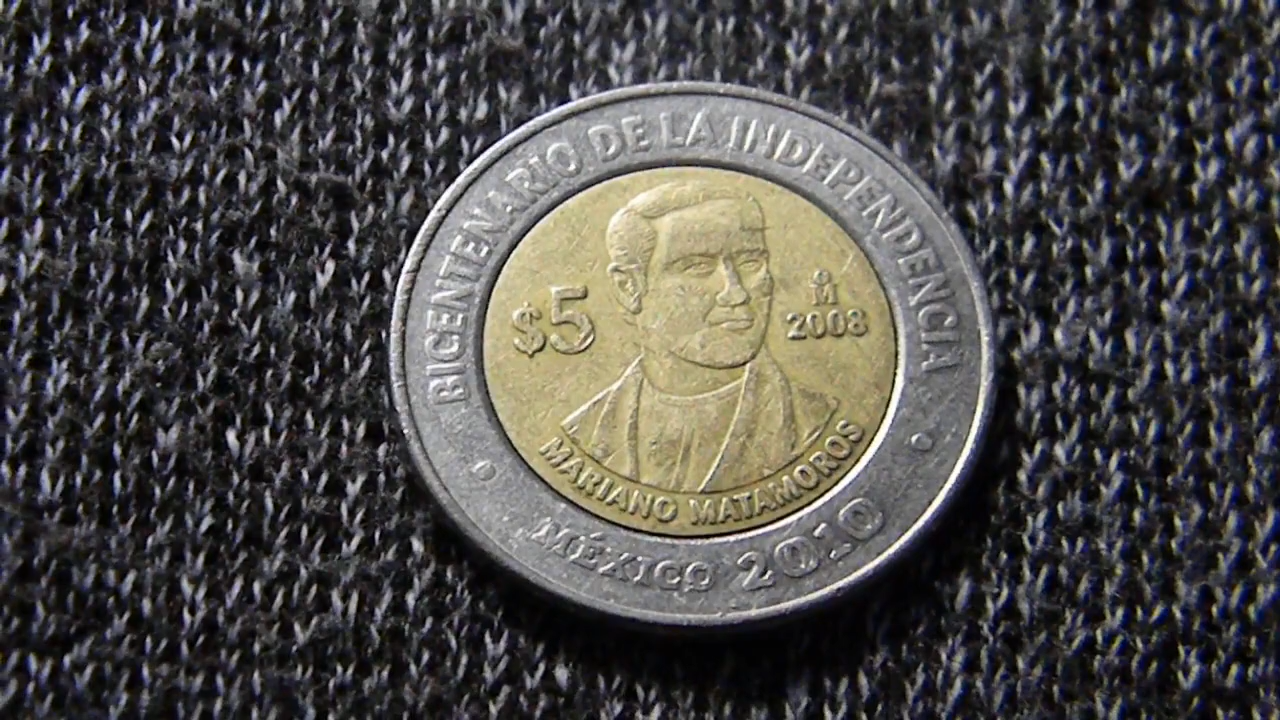 BICENTENARIO DE LA INDEPENDENCIA
$5
M
2008
MARIANO MATAMOROS
MÉXICO 2010